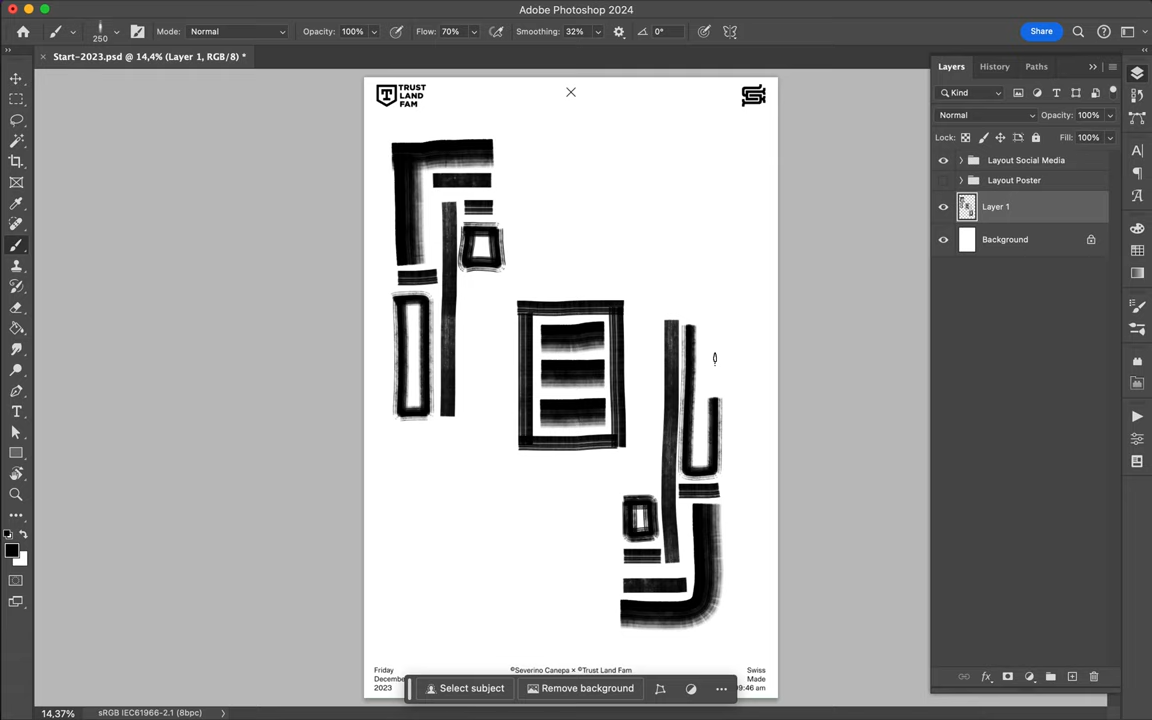 Adobe Photoshop 2024
250
Mode: Normal
Opacity: 100%
Flow: 70%
Smoothing: 32%
0°
Share
Start-2023.psd @ 14,4% (Layer 1, RGB/8) *
Layers
History
Paths
Kind
Normal
Opacity: 100%
Lock:
Fill: 100%
Layout Social Media
Layout Poster
Layer 1
Background
TRUST
LAND
FAM
Friday
Decembe
2023
©Severino Canepa × ©Trust Land Fam
Swiss
Made
9:46 am
Select subject
Remove background
14,37%
sRGB IEC61966-2.1 (8bpc)